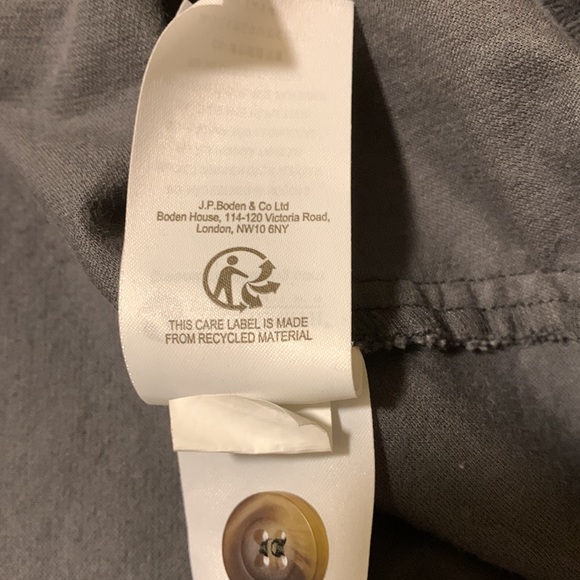 J.P.Boden & Co Ltd
Boden House, 114-120 Victoria Road,
London, NW10 6NY
THIS CARE LABEL IS MADE
FROM RECYCLED MATERIAL